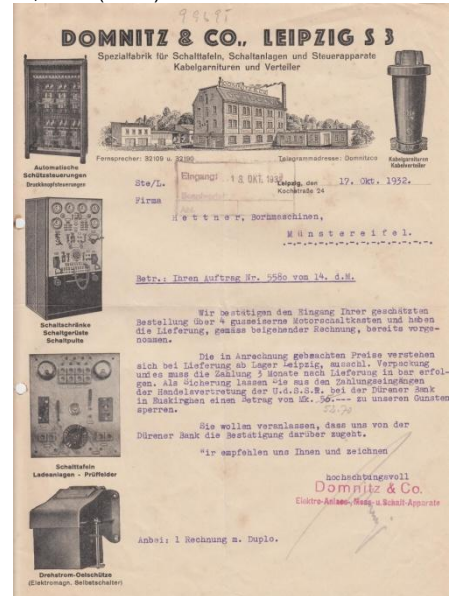 99695
DOMNITZ & CO., LEIPZIG S 3
Spezialfabrik für Schalttafeln, Schaltanlagen und Steuerapparate
Kabelgarnituren und Verteiler
Automatische
Schützsteuerungen
Druckknopfsteuerungen
Kabelgarnituren
Kabelverteiler
Fernsprecher: 32109 u. 32190
Telegrammadresse: Domnitzco
Eingang: 18. OKT. 1932
Ste/L.
Leipzig, den 17. Okt. 1932.
Kochstraße 24
Firma
Hettner, Bormaschinen,
Münstereifel.
Betr.: Ihren Auftrag Nr. 5580 vom 14. d.M.
Wir bestätigen den Eingang Ihrer geschätzten
Bestellung über 4 gusseiserne Motorschaltkasten und haben
die Lieferung, gemäss beigehender Rechnung, bereits vorge-
nommen.
Schaltschränke
Schaltgerüste
Schaltpulte
Die in Anrechnung gebrachten Preise verstehen
sich bei Lieferung ab Lager Leipzig, ausschl. Verpackung
undes muss die Zahlung 3 Monate nach Lieferung in bar erfol-
gen. Als Sicherung lassen Sie aus den Zahlungseingängen
der Handelsvertretung der U.d.S.S.R. bei der Dürener Bank
in Euskirchen einen Betrag von Mk. 56.--- zu unseren Gunsten
sperren.
Sie wollen veranlassen, dass uns von der
Dürener Bank die Bestätigung darüber zugeht.
Schalttafeln
Ladeanlagen - Prüffelder
ir empfehlen uns Ihnen und zeichnen
hochachtungsvoll
Domnitz & Co.
Elektro-Anlass-, Mess- u. Schalt-Apparate
Anbei: 1 Rechnung m. Duplo.
Drehstrom-Oelschütze
(Elektromagn. Selbstschalter)